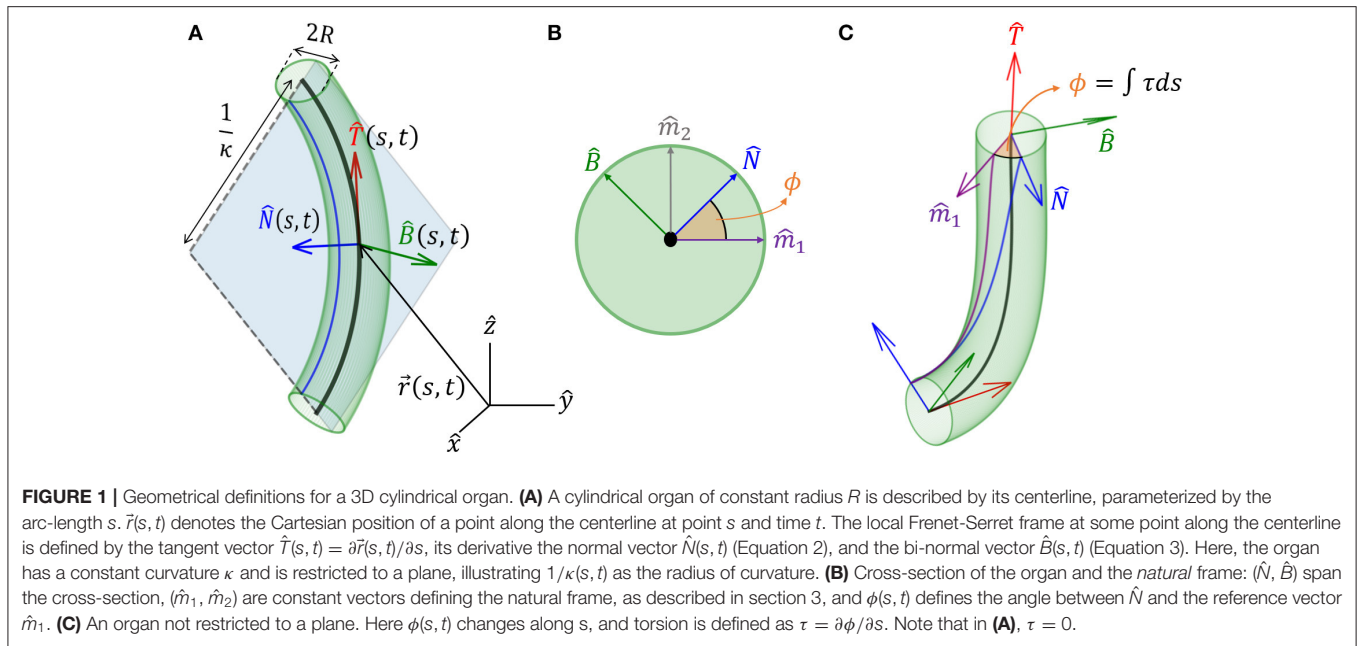 A
B
C
2R
1/κ
T̂(s, t)
N̂(s, t)
B̂(s, t)
r⃗(s, t)
ẑ
ŷ
x̂
m̂₂
B̂
N̂
ϕ
m̂₁
T̂
ϕ = ∫ τds
B̂
m̂₁
N̂
FIGURE 1 | Geometrical definitions for a 3D cylindrical organ. (A) A cylindrical organ of constant radius R is described by its centerline, parameterized by the
arc-length s. r⃗(s, t) denotes the Cartesian position of a point along the centerline at point s and time t. The local Frenet-Serret frame at some point along the centerline
is defined by the tangent vector T̂(s, t) = ∂r⃗(s, t)/∂s, its derivative the normal vector N̂(s, t) (Equation 2), and the bi-normal vector B̂(s, t) (Equation 3). Here, the organ
has a constant curvature κ and is restricted to a plane, illustrating 1/κ(s, t) as the radius of curvature. (B) Cross-section of the organ and the natural frame: (N̂, B̂) span
the cross-section, (m̂₁, m̂₂) are constant vectors defining the natural frame, as described in section 3, and ϕ(s, t) defines the angle between N̂ and the reference vector
m̂₁. (C) An organ not restricted to a plane. Here ϕ(s, t) changes along s, and torsion is defined as τ = ∂ϕ/∂s. Note that in (A), τ = 0.